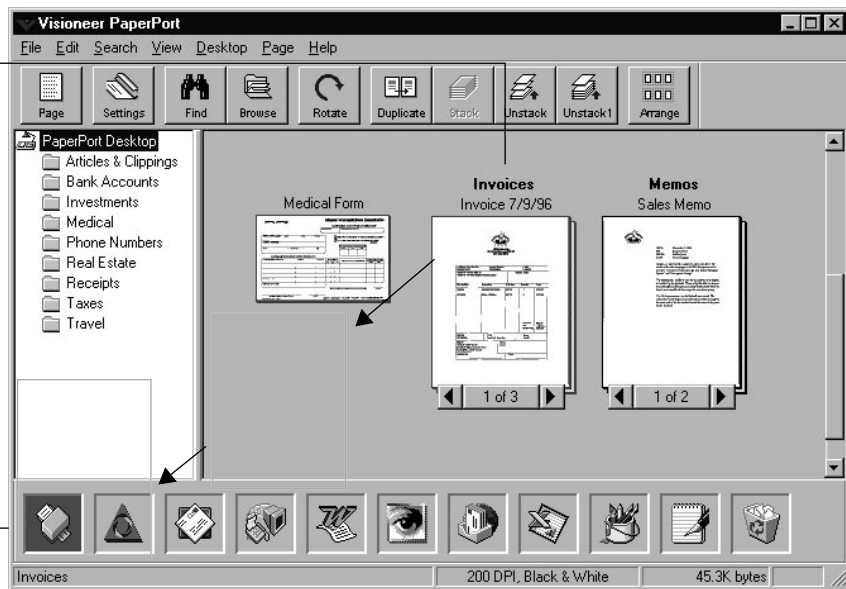 Visioneer PaperPort
File Edit Search View Desktop Page Help
Page Settings Find Browse Rotate Duplicate Stack Unstack Unstack1 Arrange
PaperPort Desktop
Articles & Clippings
Bank Accounts
Investments
Medical
Phone Numbers
Real Estate
Receipts
Taxes
Travel
Medical Form
Invoices
Invoice 7/9/96
1 of 3
Memos
Sales Memo
1 of 2
Invoices 200 DPI, Black & White 45.3K bytes